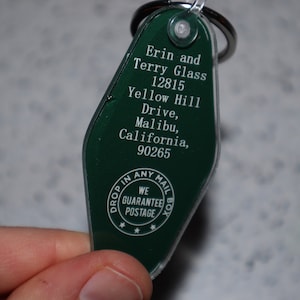 Erin and
Terry Glass
12815
Yellow Hill
Drive,
Malibu,
California,
90265
DROP IN ANY MAIL BOX
WE
GUARANTEE
POSTAGE